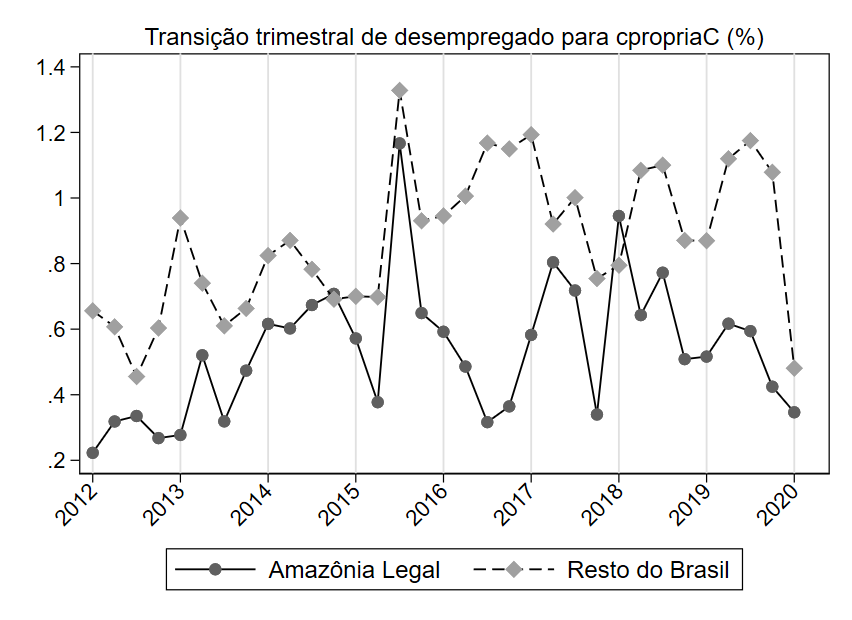 Transição trimestral de desempregado para cpropriaC (%)
1.4
1.2
1
.8
.6
.4
.2
2012 2013 2014 2015 2016 2017 2018 2019 2020
Amazônia Legal Resto do Brasil